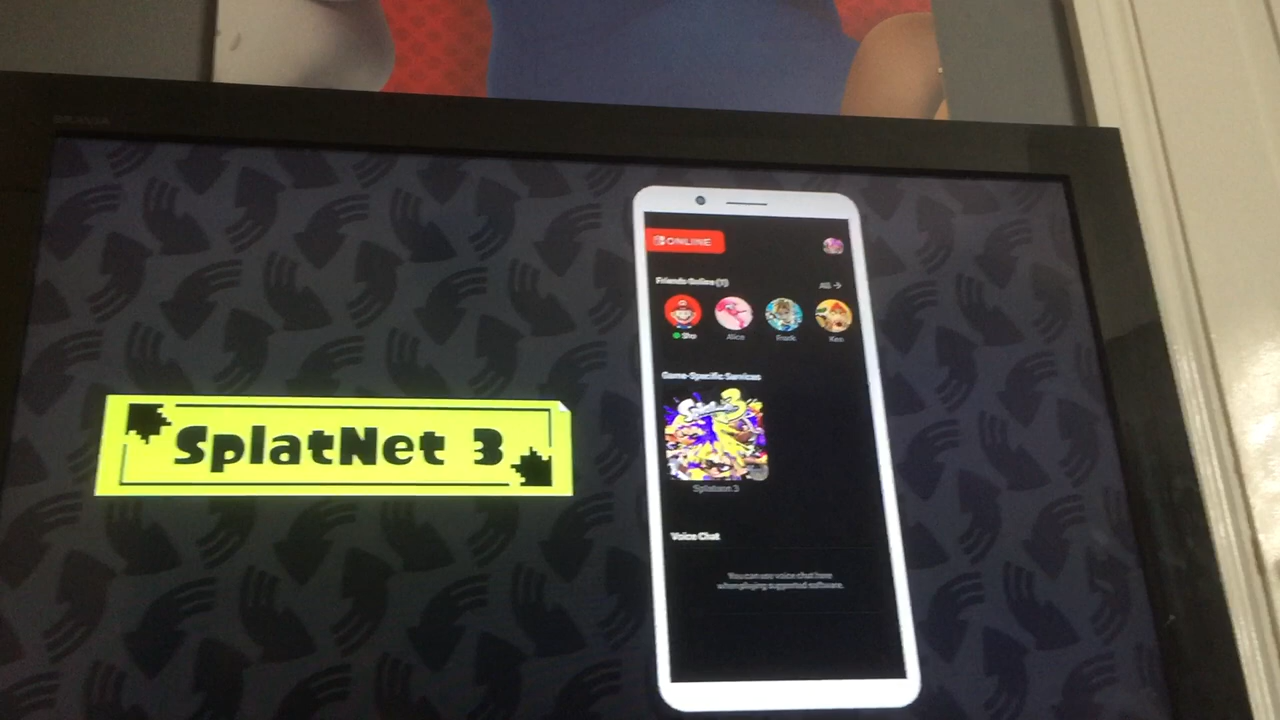 SplatNet 3
ONLINE
Friends Online (1)
All →
Sho
Alice
Frank
Ken
Game-Specific Services
Splatoon 3
Voice Chat
You can use voice chat here
when playing supported software.